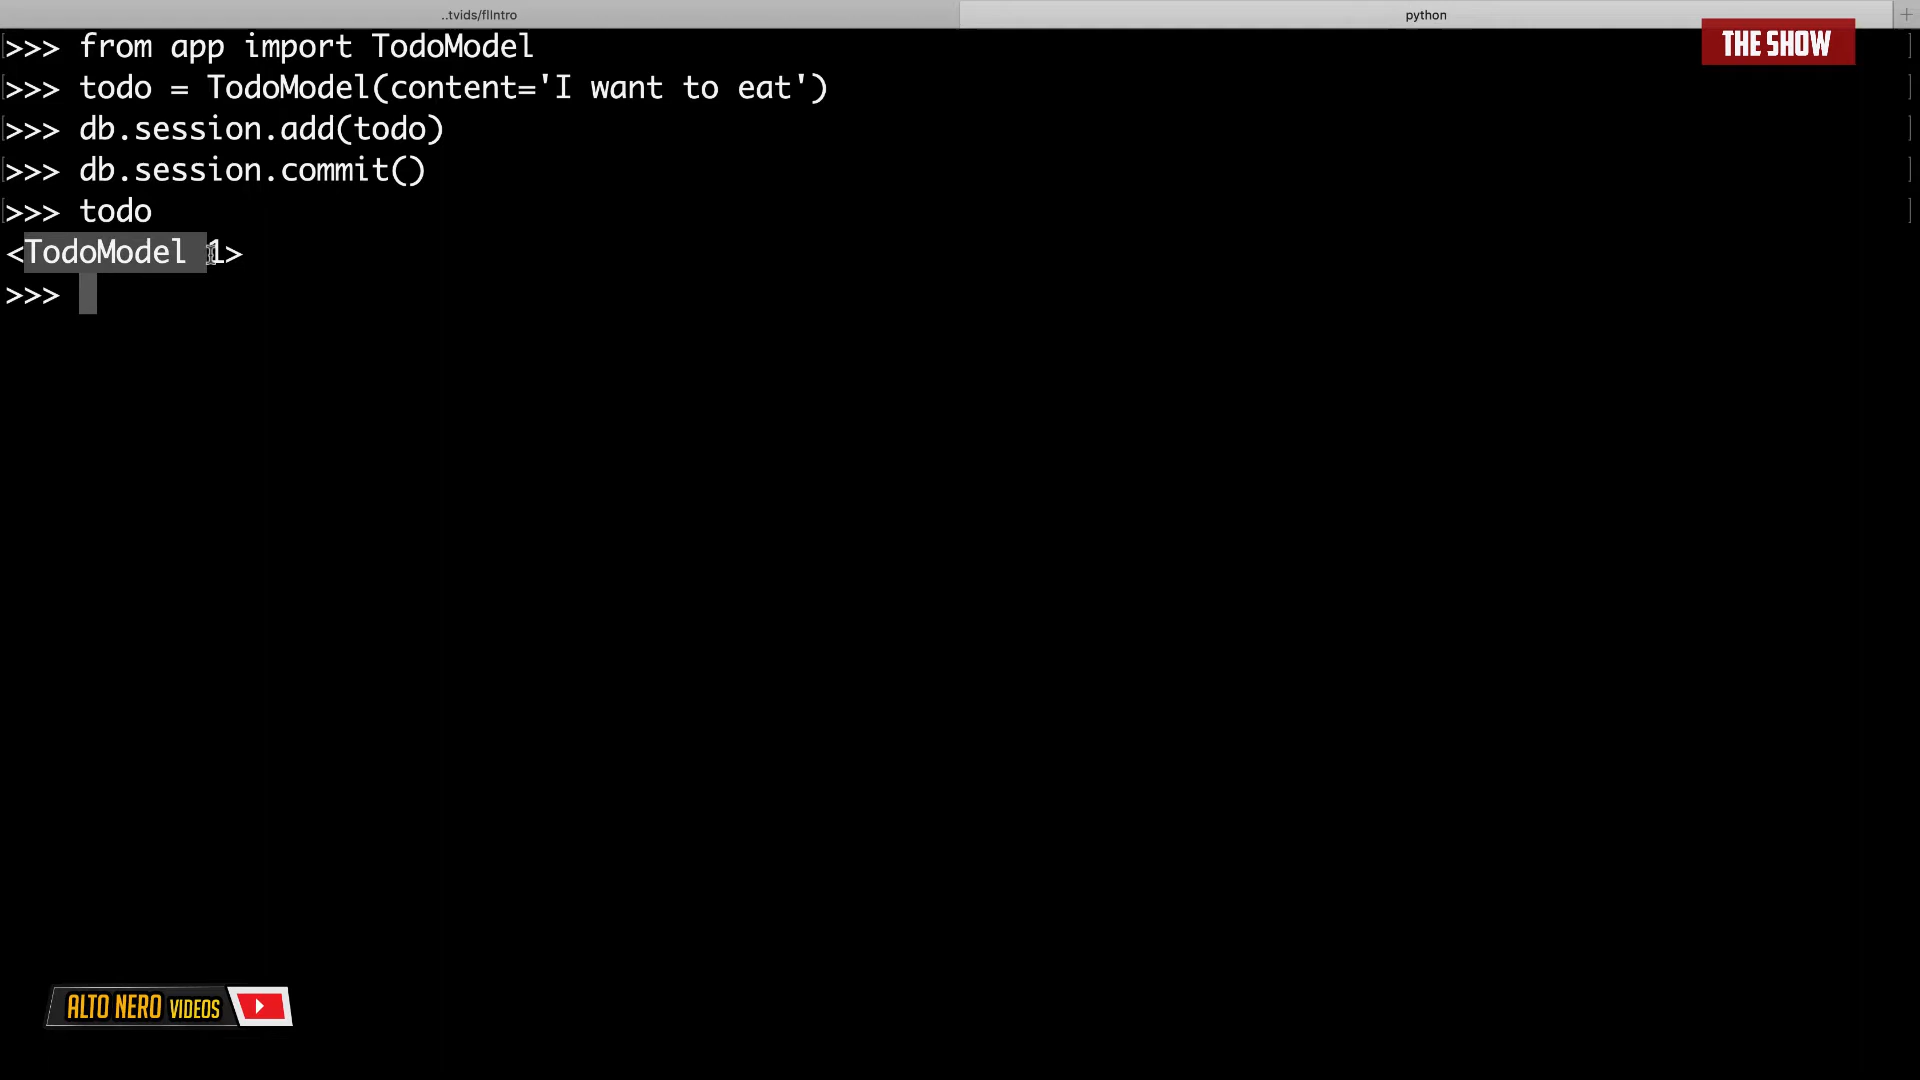 ..tvids/flIntro
python
THE SHOW
>>> from app import TodoModel
>>> todo = TodoModel(content='I want to eat')
>>> db.session.add(todo)
>>> db.session.commit()
>>> todo
<TodoModel 1>
>>>
ALTO NERO VIDEOS